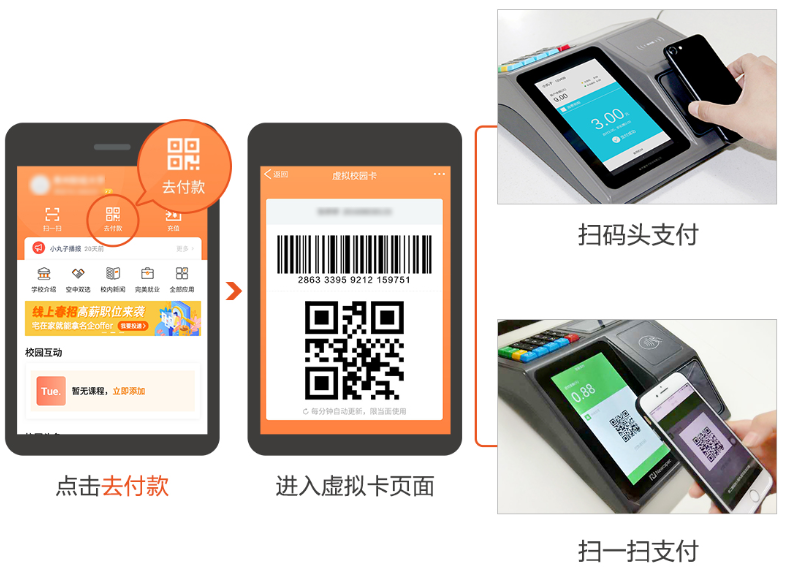 去付款
扫一扫
去付款
充值
小丸子播报 20天前
更多
学校介绍
空中双选
校内新闻
完美就业
全部应用
线上春招高薪职位来袭
宅在家就能拿名企offer
我要投递
校园互动
Tue.
暂无课程，立即添加
点击去付款
返回
虚拟校园卡
2863 3395 9212 159751
每分钟自动更新，限当面使用
进入虚拟卡页面
9.00
3.00
扫码头支付
0.88
Newcapec
扫一扫支付